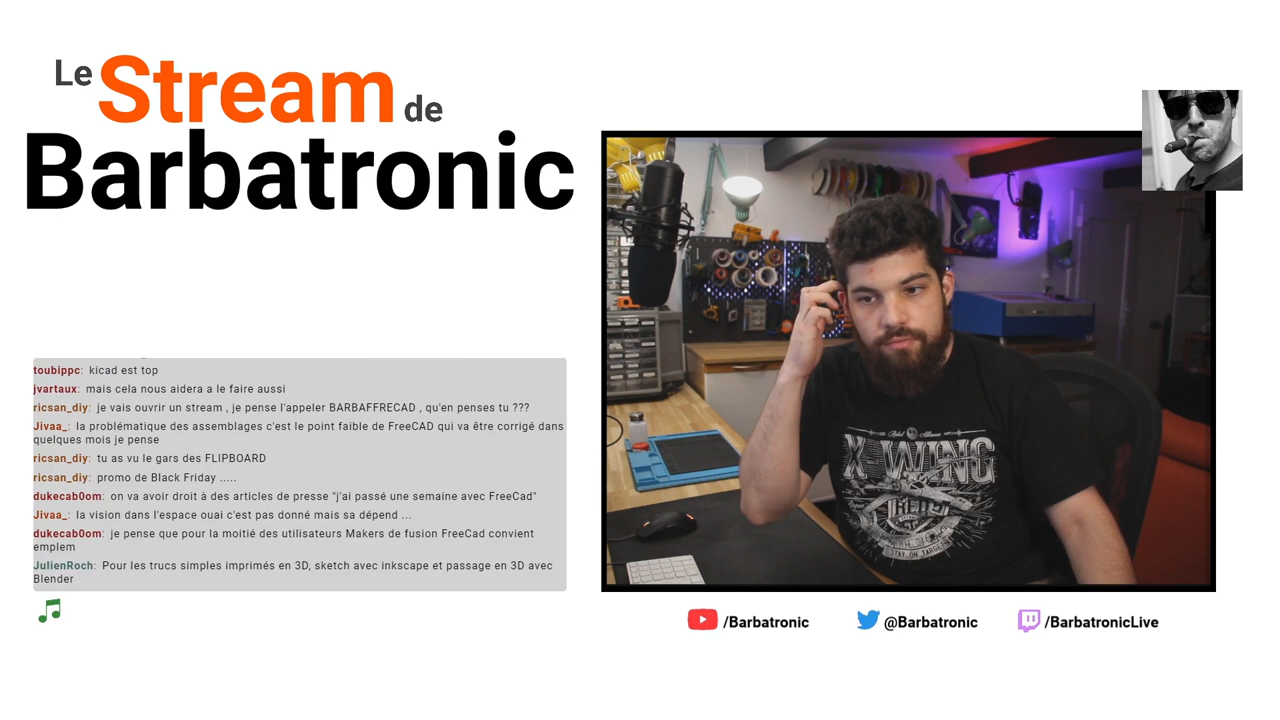 Le Stream de
Barbatronic
toubippc: kicad est top
jvartaux: mais cela nous aidera a le faire aussi
ricsan_diy: je vais ouvrir un stream , je pense l'appeler BARBAFFRECAD , qu'en penses tu ???
Jivaa_: la problématique des assemblages c'est le point faible de FreeCAD qui va être corrigé dans
quelques mois je pense
ricsan_diy: tu as vu le gars des FLIPBOARD
ricsan_diy: promo de Black Friday .....
dukecab0om: on va avoir droit à des articles de presse "j'ai passé une semaine avec FreeCad"
Jivaa_: la vision dans l'espace ouai c'est pas donné mais sa dépend ...
dukecab0om: je pense que pour la moitié des utilisateurs Makers de fusion FreeCad convient
emplem
JulienRoch: Pour les trucs simples imprimés en 3D, sketch avec inkscape et passage en 3D avec
Blender
Rebel Alliance
X-WING
STAY ON TARGET
/Barbatronic
@Barbatronic
/BarbatronicLive